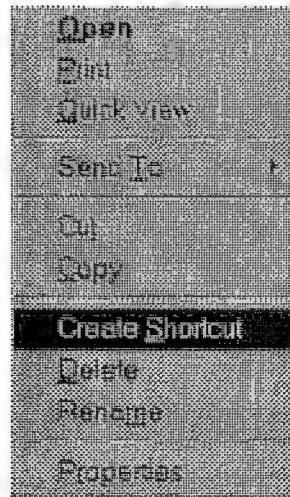 Open
Print
Quick View
Send To
Cut
Copy
Create Shortcut
Delete
Rename
Properties